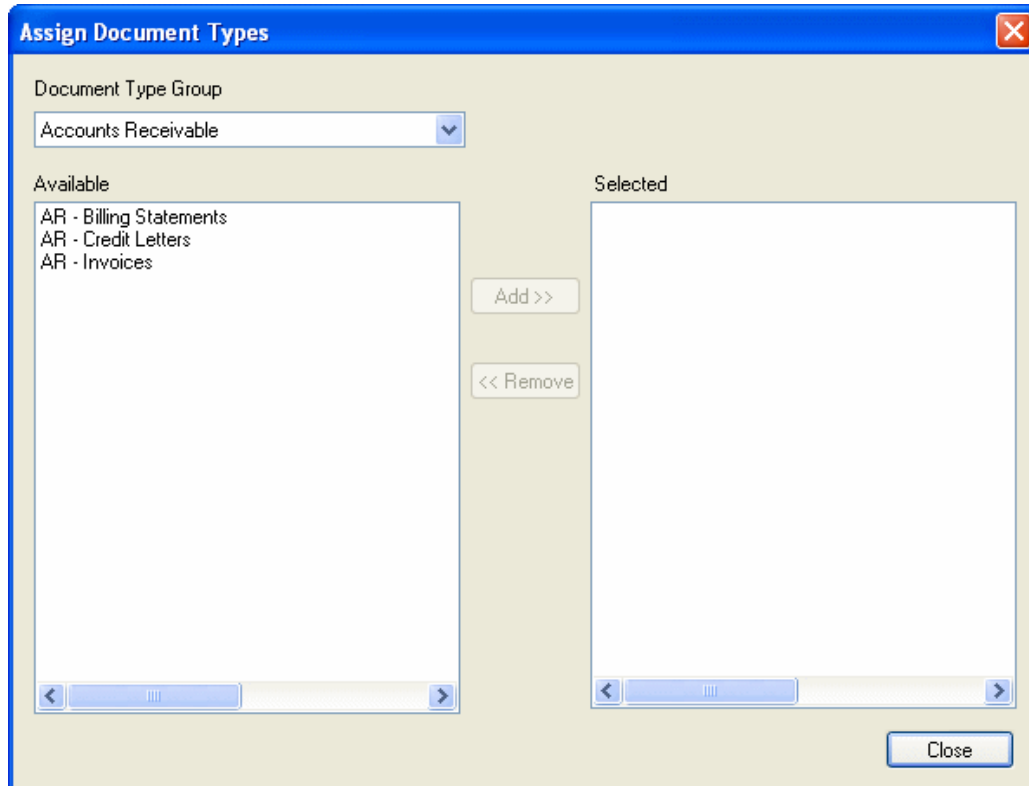 Assign Document Types
Document Type Group
Accounts Receivable
Available
Selected
AR - Billing Statements
AR - Credit Letters
AR - Invoices
Add >>
<< Remove
Close